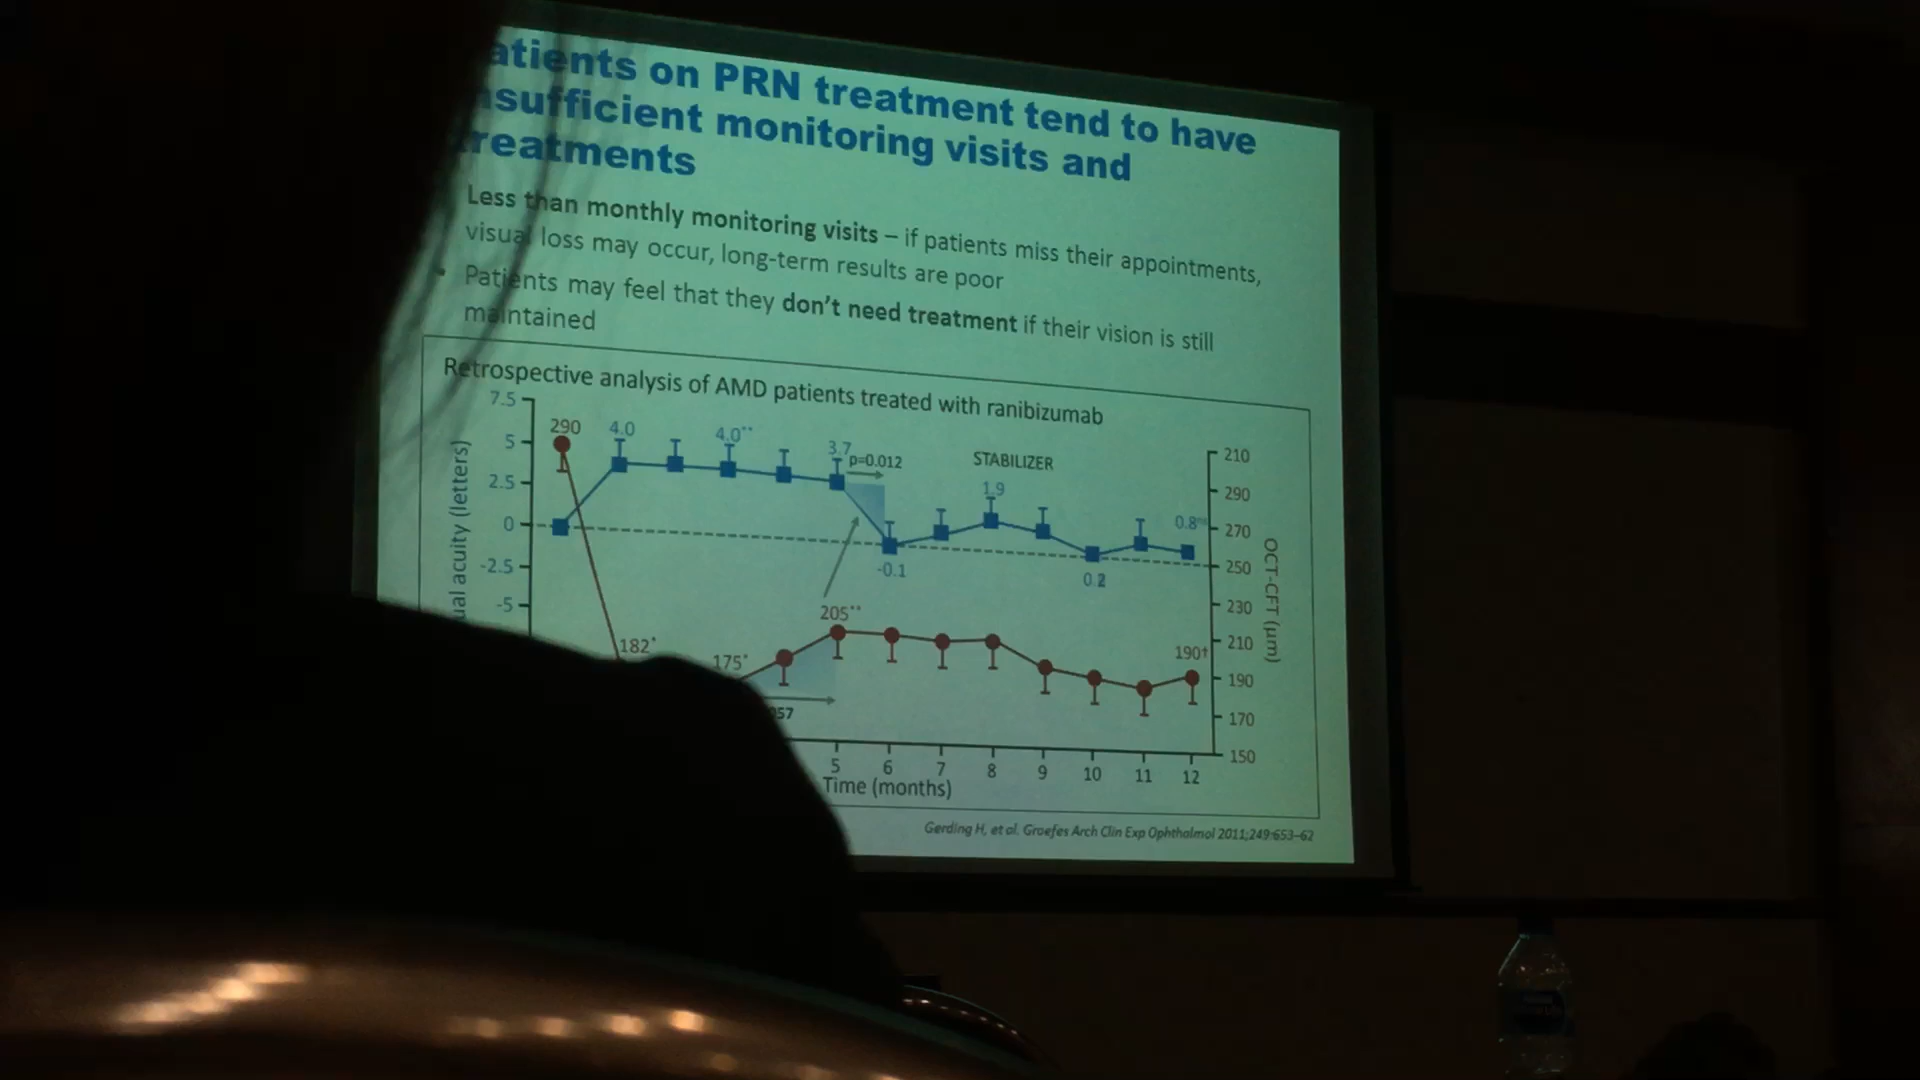 atients on PRN treatment tend to have
sufficient monitoring visits and
reatments
Less than monthly monitoring visits – if patients miss their appointments,
visual loss may occur, long-term results are poor
• Patients may feel that they don't need treatment if their vision is still
maintained
Retrospective analysis of AMD patients treated with ranibizumab
7.5
5
2.5
0
-2.5
-5
ual acuity (letters)
290
4.0
4.0**
3.7
p=0.012
STABILIZER
1.9
0.8ns
-0.1
0.2
182*
175*
205**
190†
057
210
290
270
250
230
210
190
170
150
OCT-CFT (μm)
5 6 7 8 9 10 11 12
Time (months)
Gerding H, et al. Graefes Arch Clin Exp Ophthalmol 2011;249:653–62